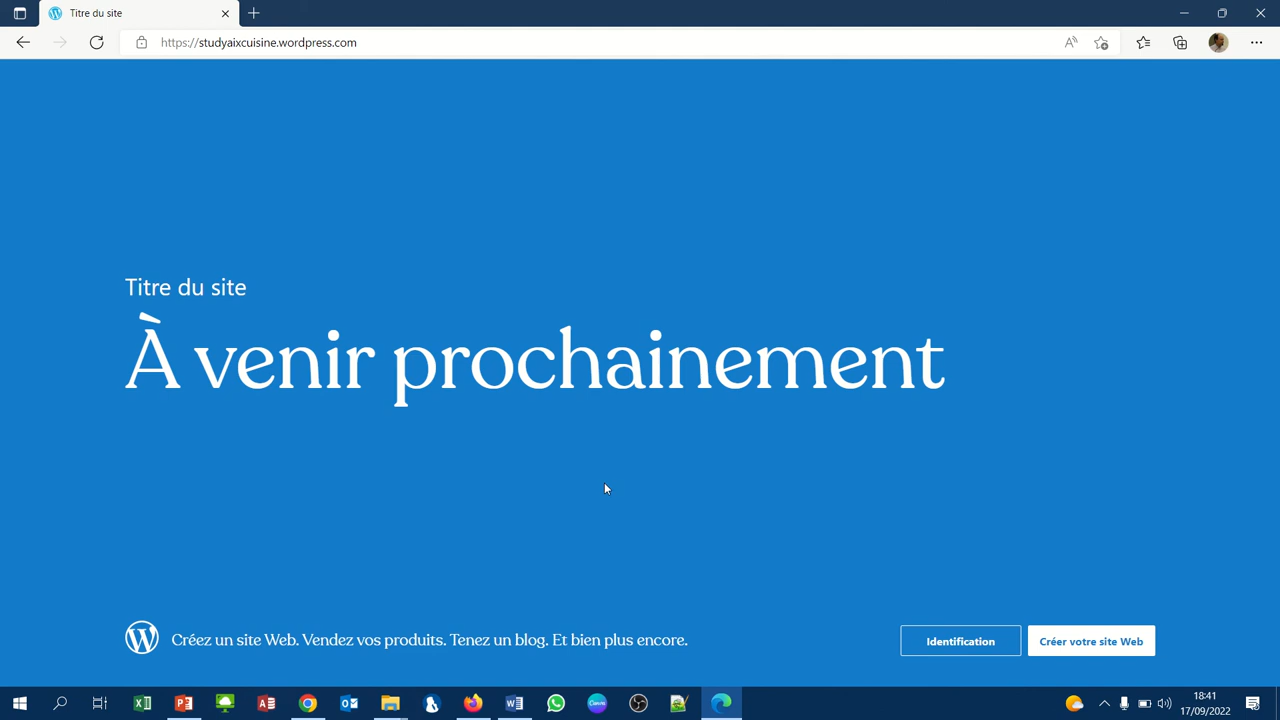 Titre du site
https://studyaixcuisine.wordpress.com
Titre du site
À venir prochainement
Créez un site Web. Vendez vos produits. Tenez un blog. Et bien plus encore.
Identification
Créer votre site Web
18:41
17/09/2022